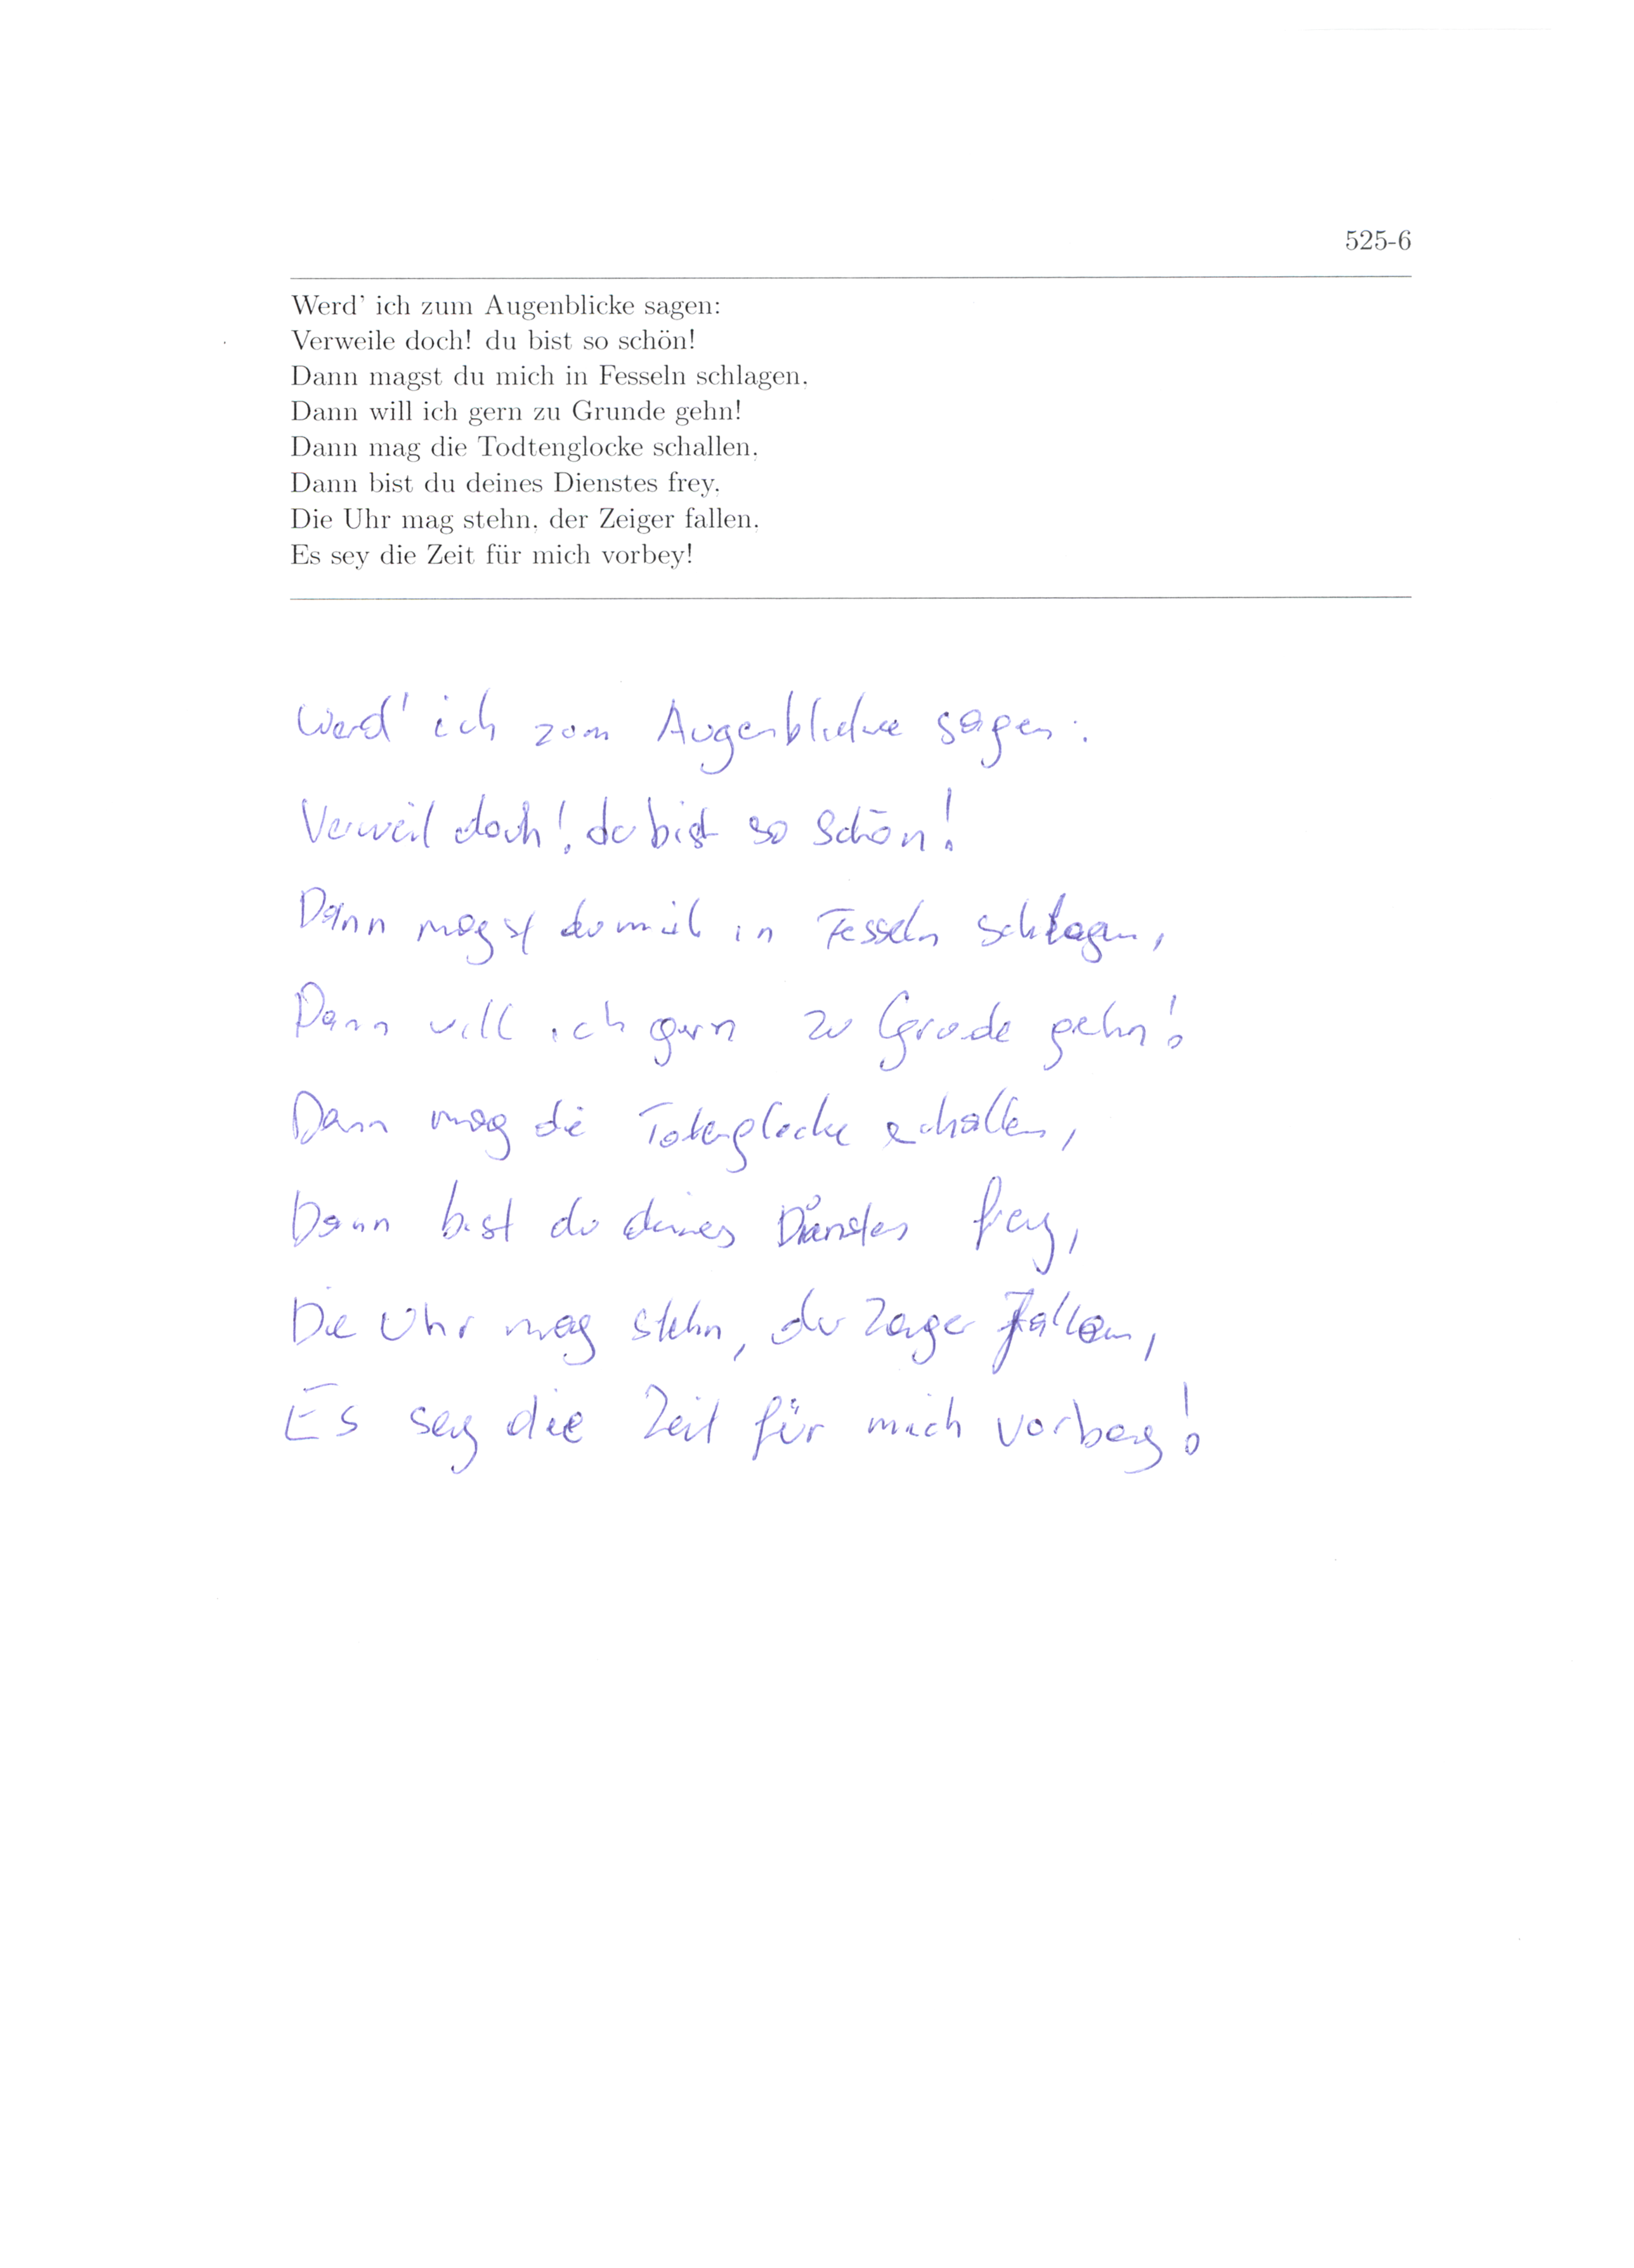 525-6
Werd' ich zum Augenblicke sagen:
Verweile doch! du bist so schön!
Dann magst du mich in Fesseln schlagen,
Dann will ich gern zu Grunde gehn!
Dann mag die Todtenglocke schallen,
Dann bist du deines Dienstes frey,
Die Uhr mag stehn, der Zeiger fallen,
Es sey die Zeit für mich vorbey!
Werd' ich zum Augenblicke sagen:
Verweil doch! du bist so schön!
Dann magst du mich in Fesseln schlagen,
Dann will ich gern zu Grude gehn!
Dann mag die Totenglocke schallen,
Dann bist du deines Dienstes frey,
Die Uhr mag stehn, der Zeiger fallen,
Es sey die Zeit für mich vorbey!